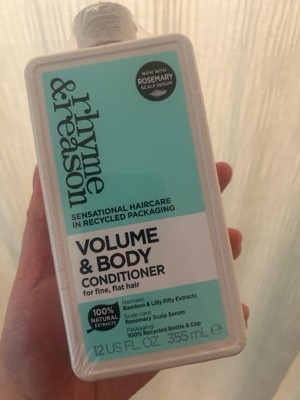 NOW WITH
ROSEMARY
SCALP SERUM
rhyme
&reason
SENSATIONAL HAIRCARE
IN RECYCLED PACKAGING
VOLUME
& BODY
CONDITIONER
for fine, flat hair
100%
NATURAL
EXTRACTS
Haircare:
Bamboo & Lilly Pilly Extracts
Scalp care:
Rosemary Scalp Serum
Packaging:
100% Recycled Bottle & Cap
12 US FL. OZ. 355 mL ℮